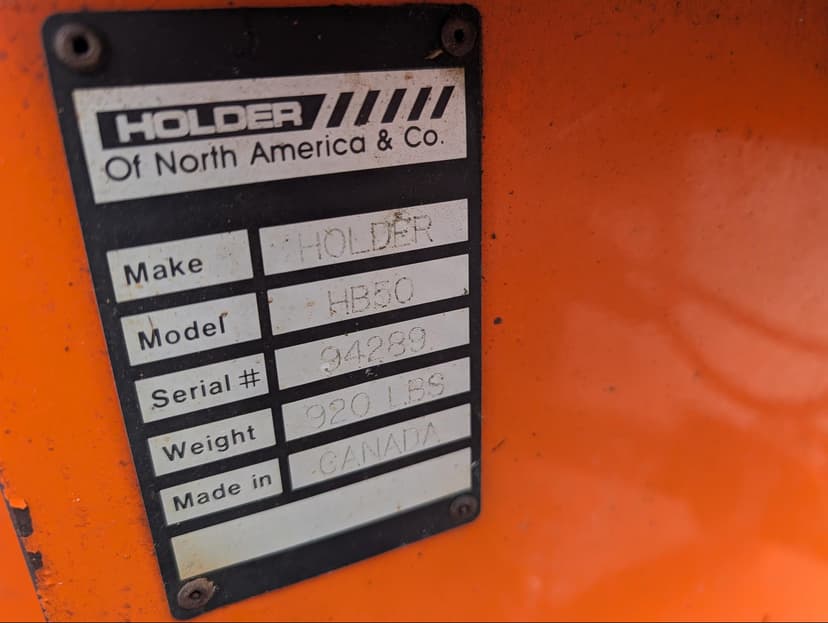 HOLDER
Of North America & Co.
Make HOLDER
Model HB50
Serial # 94289
Weight 920 LBS
Made in CANADA